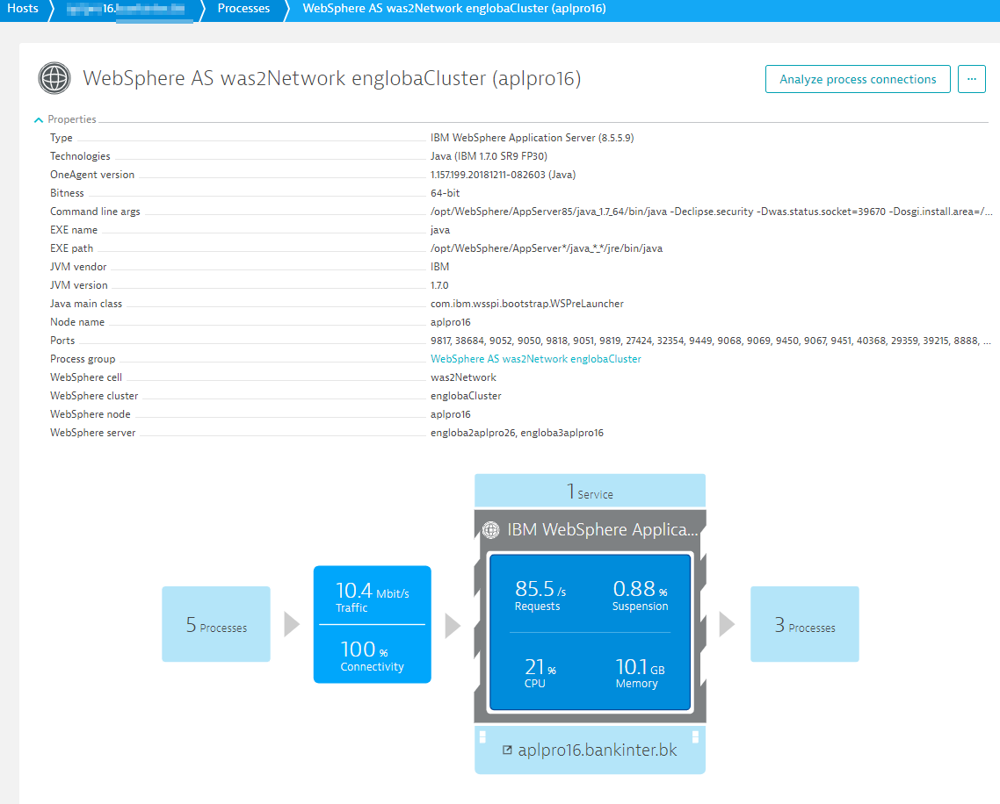 Hosts
Processes
WebSphere AS was2Network englobaCluster (aplpro16)
WebSphere AS was2Network englobaCluster (aplpro16)
Analyze process connections
...
Properties
Type IBM WebSphere Application Server (8.5.5.9)
Technologies Java (IBM 1.7.0 SR9 FP30)
OneAgent version 1.157.199.20181211-082603 (Java)
Bitness 64-bit
Command line args /opt/WebSphere/AppServer85/java_1.7_64/bin/java -Declipse.security -Dwas.status.socket=39670 -Dosgi.install.area=/...
EXE name java
EXE path /opt/WebSphere/AppServer*/java_*_*/jre/bin/java
JVM vendor IBM
JVM version 1.7.0
Java main class com.ibm.wsspi.bootstrap.WSPreLauncher
Node name aplpro16
Ports 9817, 38684, 9052, 9050, 9818, 9051, 9819, 27424, 32354, 9449, 9068, 9069, 9450, 9067, 9451, 40368, 29359, 39215, 8888, ...
Process group WebSphere AS was2Network englobaCluster
WebSphere cell was2Network
WebSphere cluster englobaCluster
WebSphere node aplpro16
WebSphere server engloba2aplpro26, engloba3aplpro16
1 Service
IBM WebSphere Applica...
5 Processes
10.4 Mbit/s
Traffic
100 %
Connectivity
85.5 /s
Requests
0.88 %
Suspension
21 %
CPU
10.1 GB
Memory
3 Processes
aplpro16.bankinter.bk